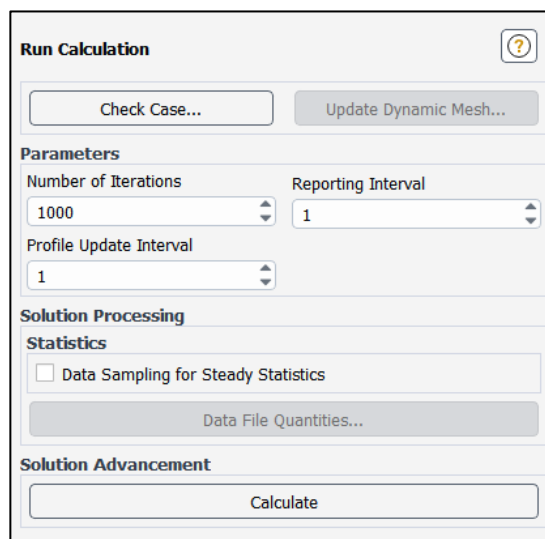 Run Calculation
?
Check Case... Update Dynamic Mesh...
Parameters
Number of Iterations Reporting Interval
1000 1
Profile Update Interval
1
Solution Processing
Statistics
Data Sampling for Steady Statistics
Data File Quantities...
Solution Advancement
Calculate